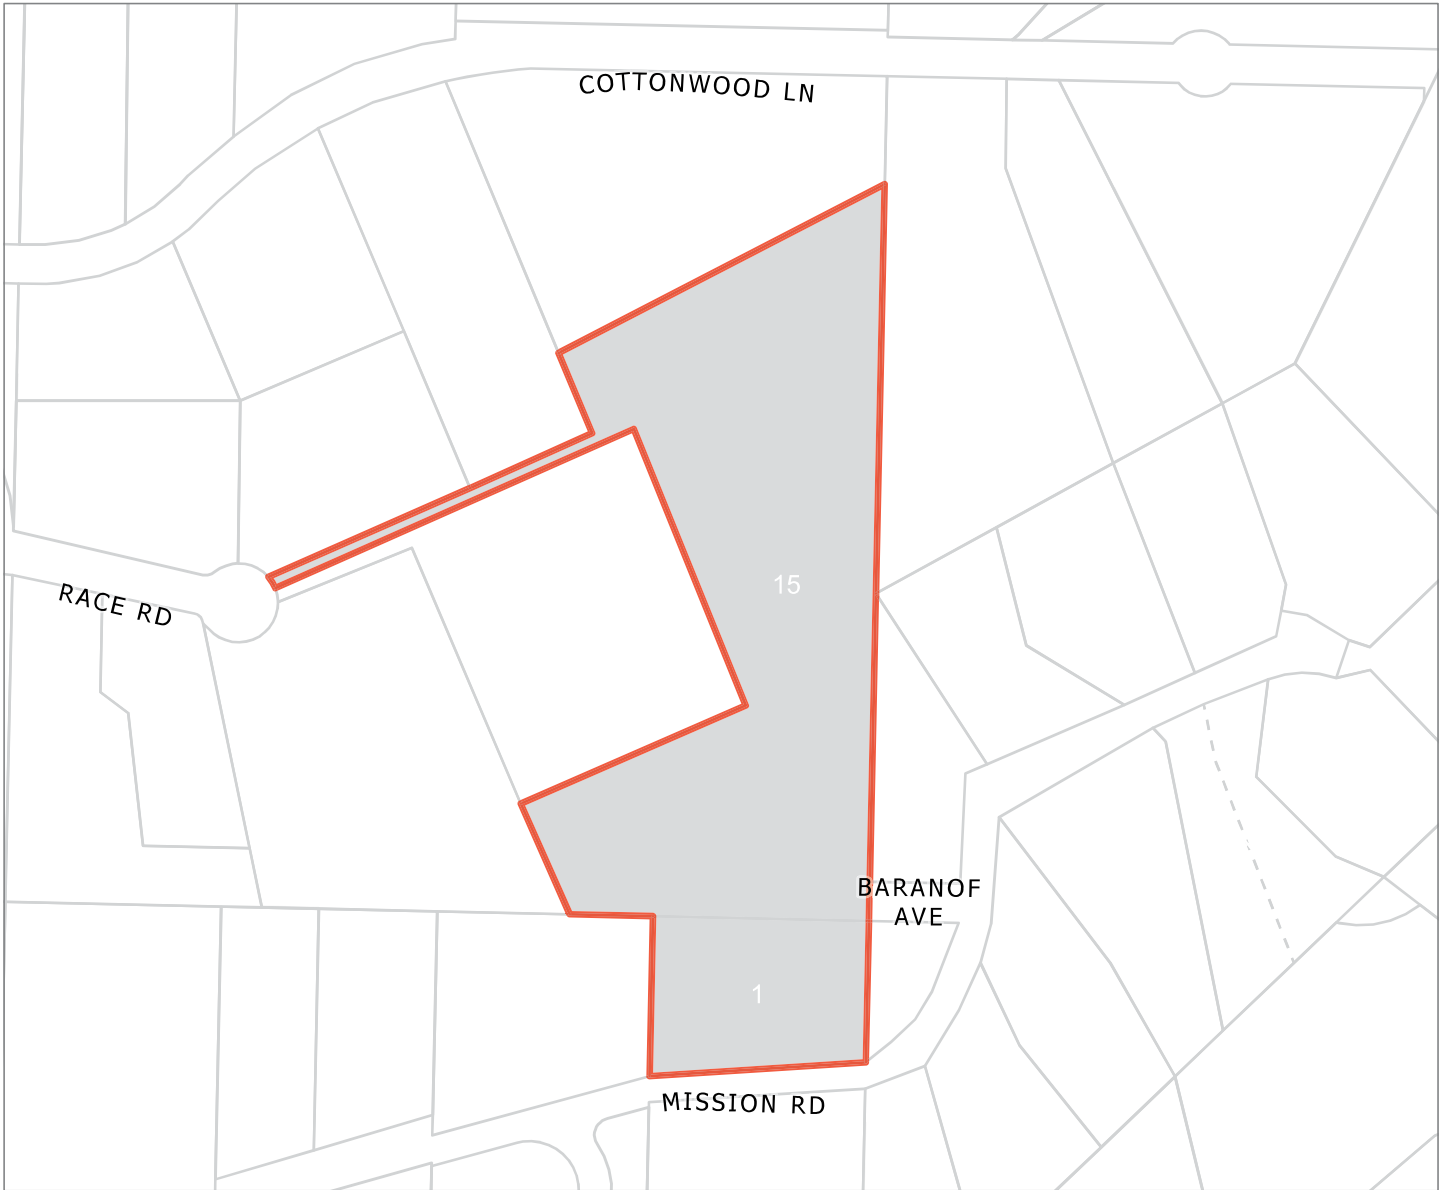 COTTONWOOD LN
15
RACE RD
BARANOF
AVE
1
MISSION RD